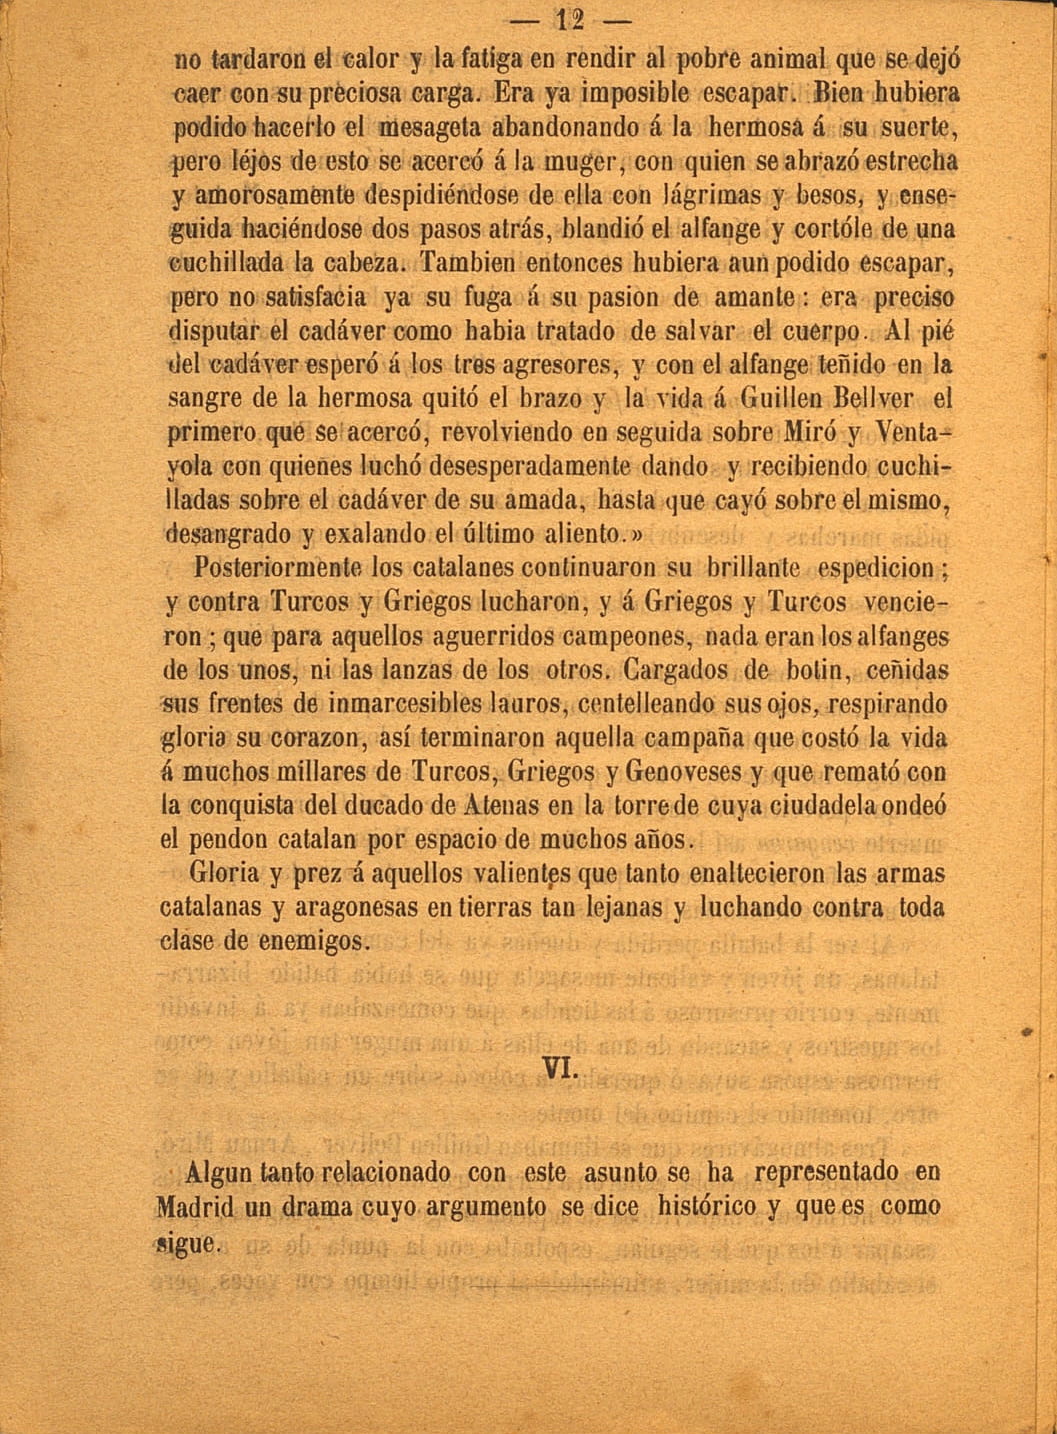 — 12 —
no tardaron el calor y la fatiga en rendir al pobre animal que se dejó
caer con su preciosa carga. Era ya imposible escapar. Bien hubiera
podido hacerlo el mesageta abandonando á la hermosa á su suerte,
pero léjos de esto se acercó á la muger, con quien se abrazó estrecha
y amorosamente despidiéndose de ella con lágrimas y besos, y ense-
guida haciéndose dos pasos atrás, blandió el alfange y cortóle de una
cuchillada la cabeza. Tambien entonces hubiera aun podido escapar,
pero no satisfacia ya su fuga á su pasion de amante : era preciso
disputar el cadáver como habia tratado de salvar el cuerpo. Al pié
del cadáver esperó á los tres agresores, y con el alfange teñido en la
sangre de la hermosa quitó el brazo y la vida á Guillen Bellver el
primero que se acercó, revolviendo en seguida sobre Miró y Venta-
yola con quienes luchó desesperadamente dando y recibiendo cuchi-
lladas sobre el cadáver de su amada, hasta que cayó sobre el mismo,
desangrado y exalando el último aliento.»
Posteriormente los catalanes continuaron su brillante espedicion ;
y contra Turcos y Griegos lucharon, y á Griegos y Turcos vencie-
ron ; que para aquellos aguerridos campeones, nada eran los alfanges
de los unos, ni las lanzas de los otros. Cargados de botin, ceñidas
sus frentes de inmarcesibles lauros, centelleando sus ojos, respirando
gloria su corazon, así terminaron aquella campaña que costó la vida
á muchos millares de Turcos, Griegos y Genoveses y que remató con
la conquista del ducado de Atenas en la torre de cuya ciudadela ondeó
el pendon catalan por espacio de muchos años.
Gloria y prez á aquellos valientes que tanto enaltecieron las armas
catalanas y aragonesas en tierras tan lejanas y luchando contra toda
clase de enemigos.
VI.
Algun tanto relacionado con este asunto se ha representado en
Madrid un drama cuyo argumento se dice histórico y que es como
sigue.